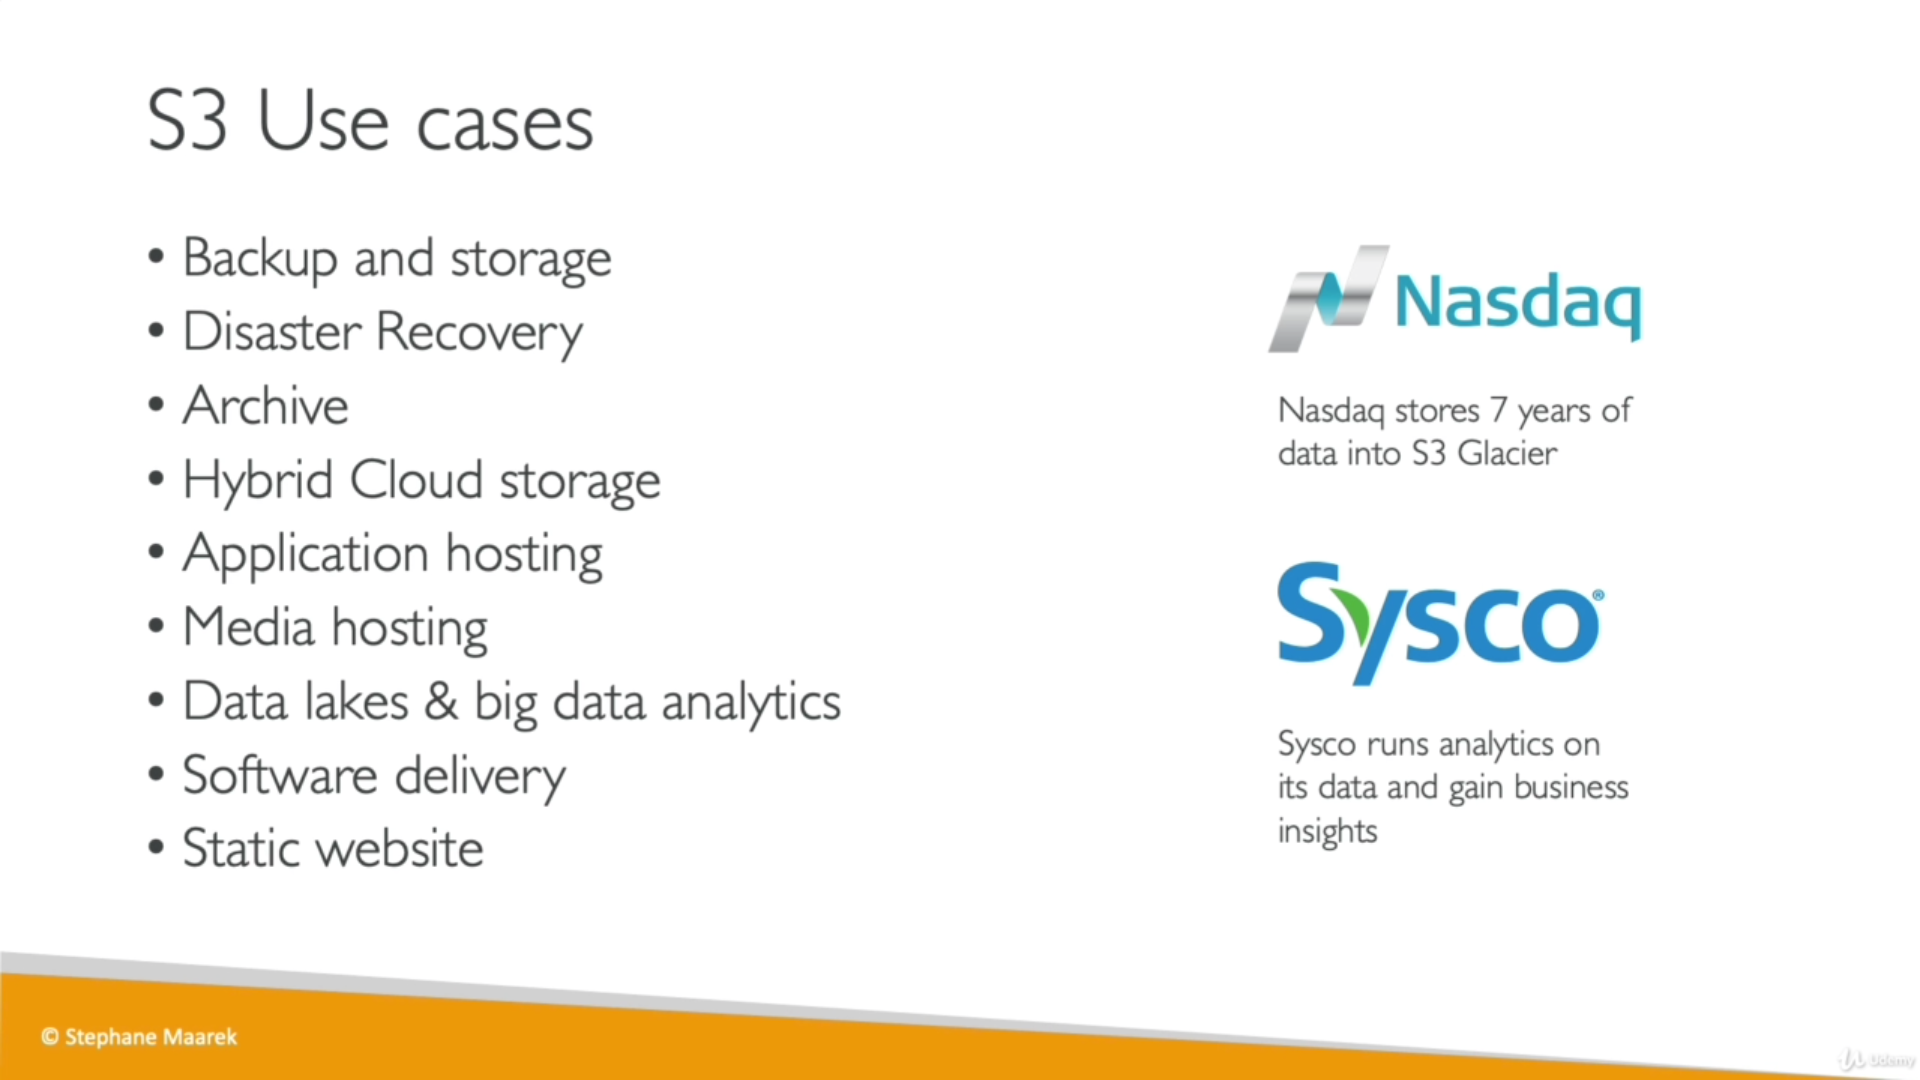 S3 Use cases
• Backup and storage
• Disaster Recovery
• Archive
• Hybrid Cloud storage
• Application hosting
• Media hosting
• Data lakes & big data analytics
• Software delivery
• Static website
Nasdaq
Nasdaq stores 7 years of
data into S3 Glacier
Sysco®
Sysco runs analytics on
its data and gain business
insights
© Stephane Maarek
Udemy